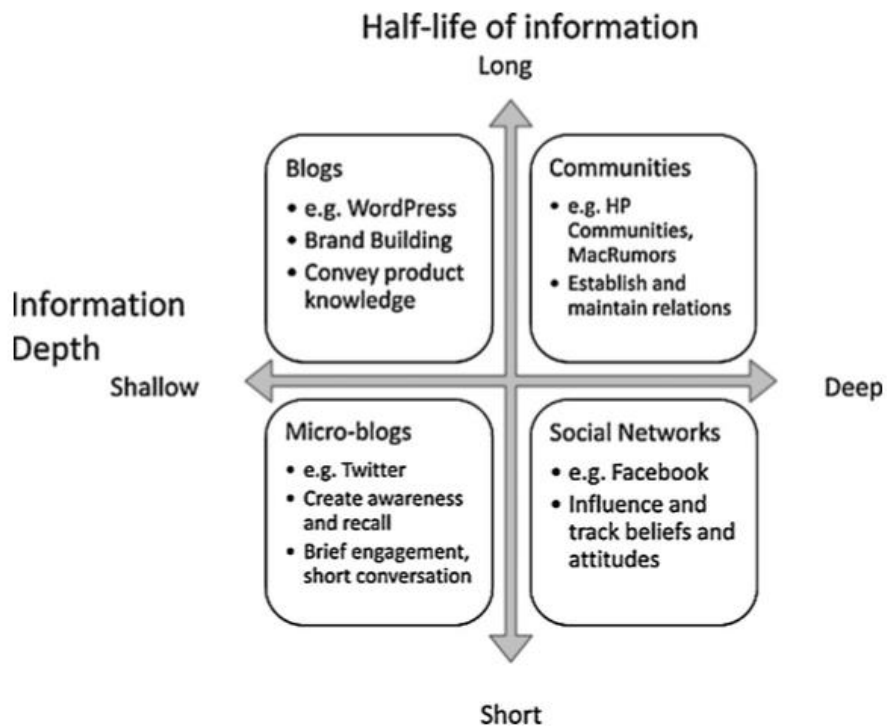 Half-life of information
Long
Blogs
• e.g. WordPress
• Brand Building
• Convey product
knowledge
Communities
• e.g. HP
Communities,
MacRumors
• Establish and
maintain relations
Information
Depth
Shallow
Deep
Micro-blogs
• e.g. Twitter
• Create awareness
and recall
• Brief engagement,
short conversation
Social Networks
• e.g. Facebook
• Influence and
track beliefs and
attitudes
Short